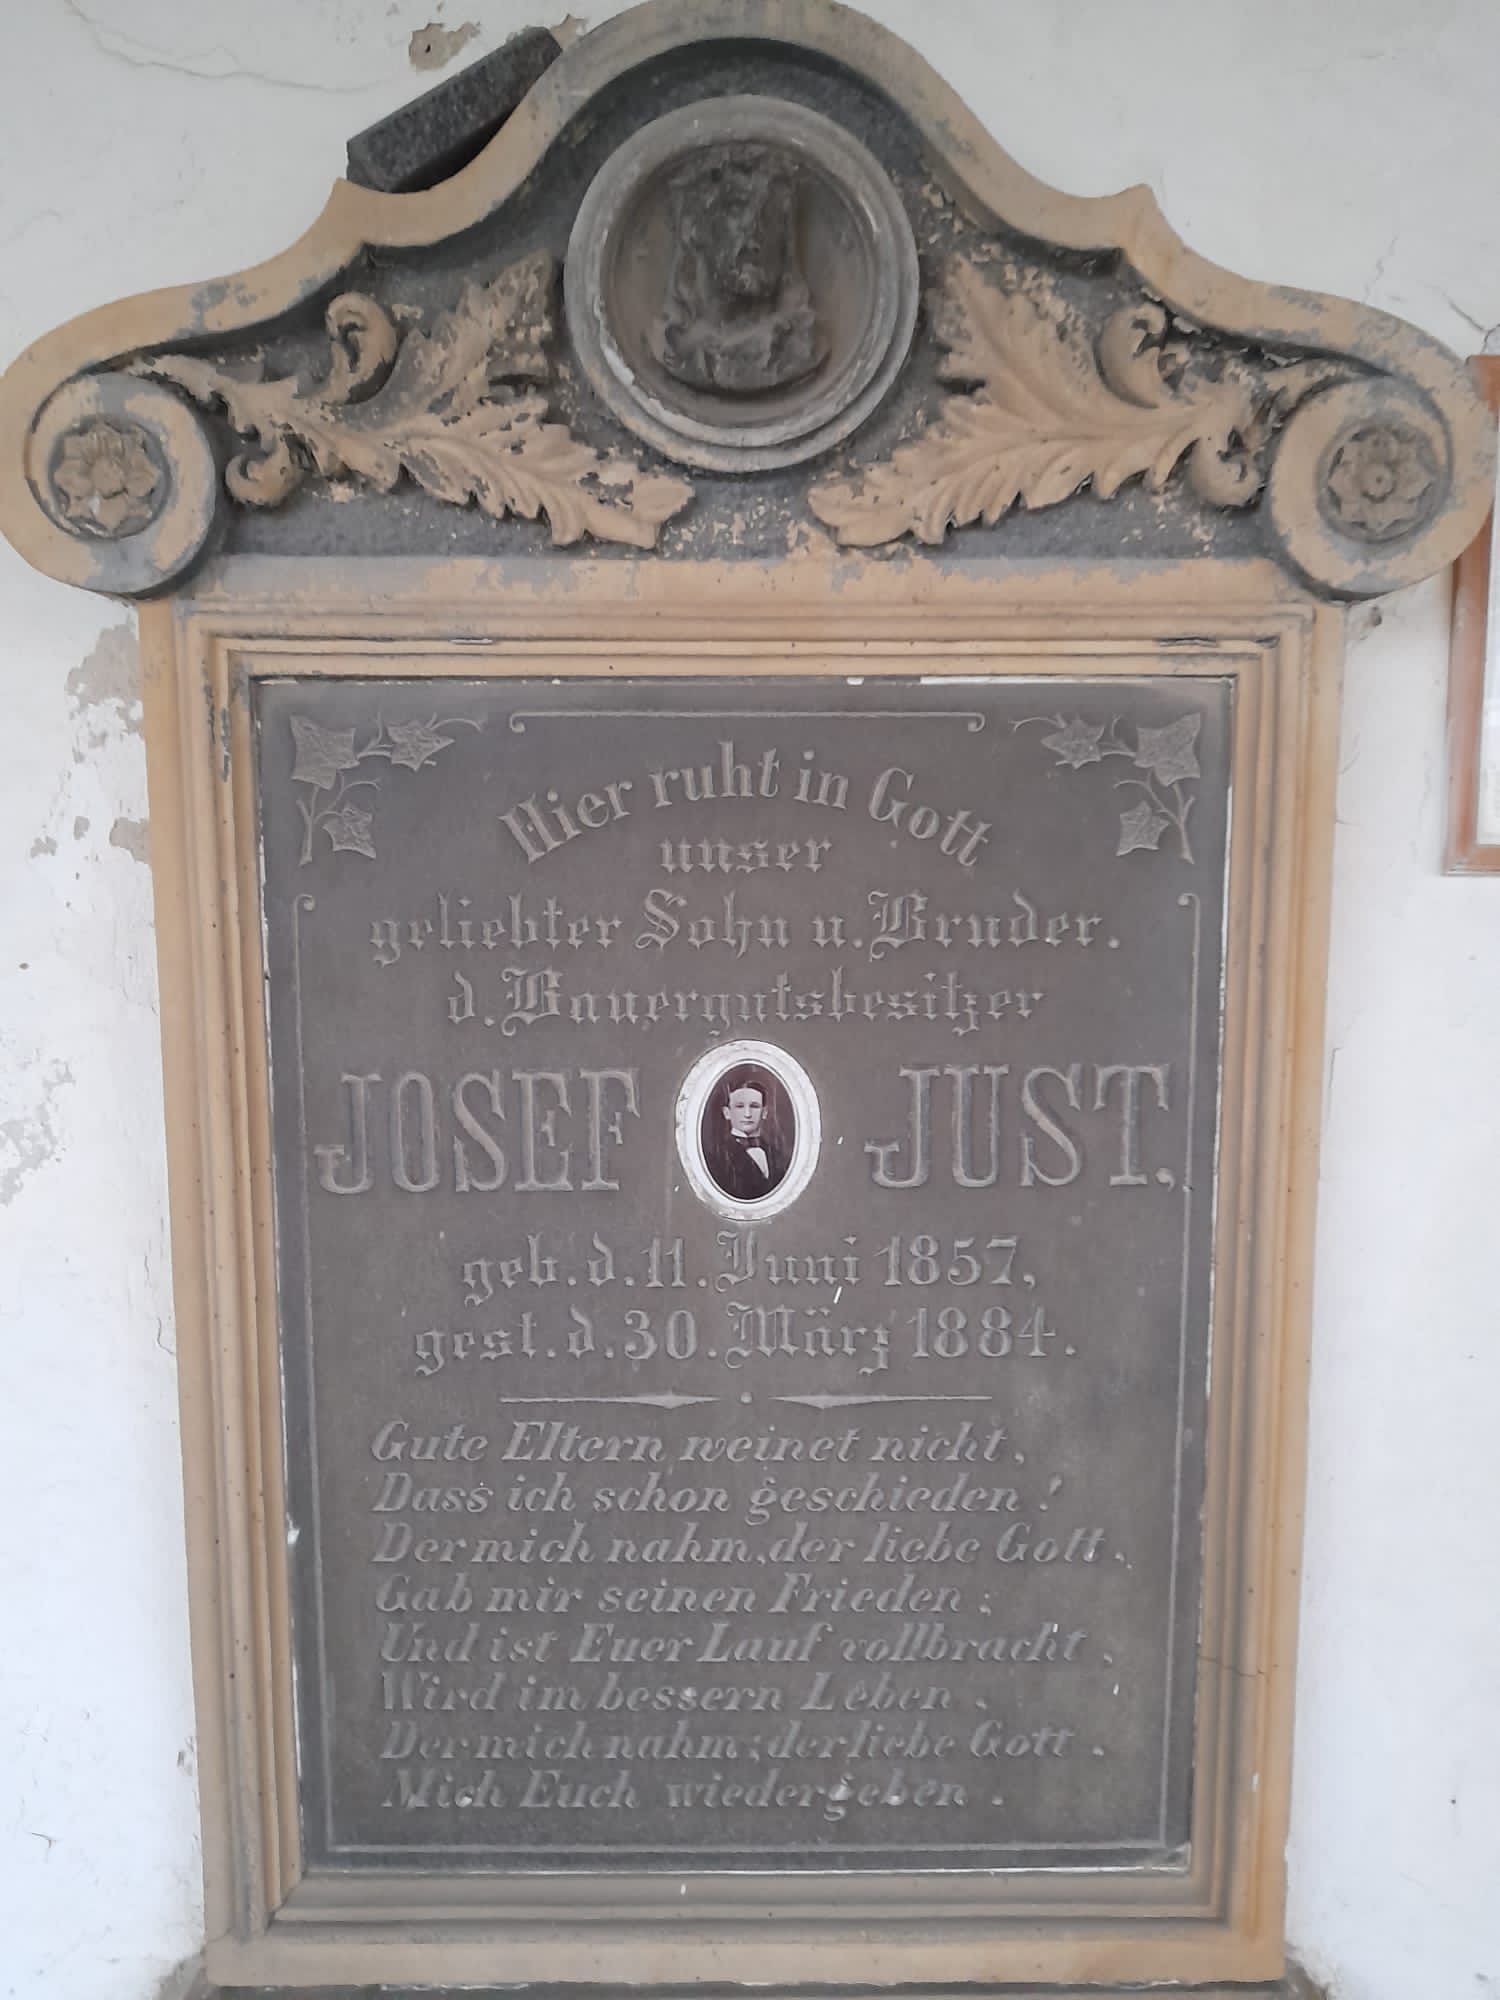 Hier ruht in Gott
unser
geliebter Sohn u. Bruder.
d. Bauergutsbesitzer
JOSEF JUST,
geb. d. 11. Juni 1857,
gest. d. 30. März 1884.
Gute Eltern weinet nicht,
Dass ich schon geschieden!
Der mich nahm, der liebe Gott,
Gab mir seinen Frieden;
Und ist Euer Lauf vollbracht,
Wird im bessern Leben,
Der mich nahm; der liebe Gott.
Mich Euch wiedergeben.